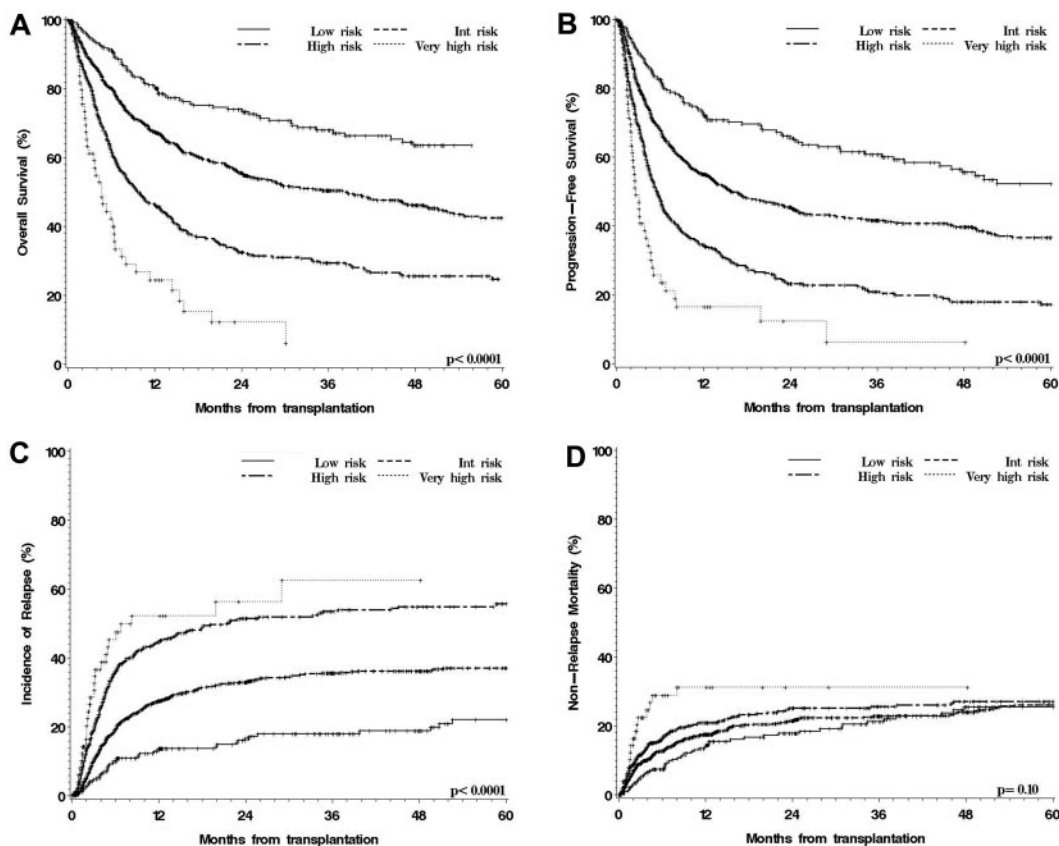 A
Low risk Int risk
High risk Very high risk
Overall Survival (%)
100
80
60
40
20
0
p< 0.0001
0 12 24 36 48 60
Months from transplantation
B
Low risk Int risk
High risk Very high risk
Progression-Free Survival (%)
100
80
60
40
20
0
p< 0.0001
0 12 24 36 48 60
Months from transplantation
C
Low risk Int risk
High risk Very high risk
Incidence of Relapse (%)
100
80
60
40
20
0
p< 0.0001
0 12 24 36 48 60
Months from transplantation
D
Low risk Int risk
High risk Very high risk
Non-Relapse Mortality (%)
100
80
60
40
20
0
p= 0.10
0 12 24 36 48 60
Months from transplantation